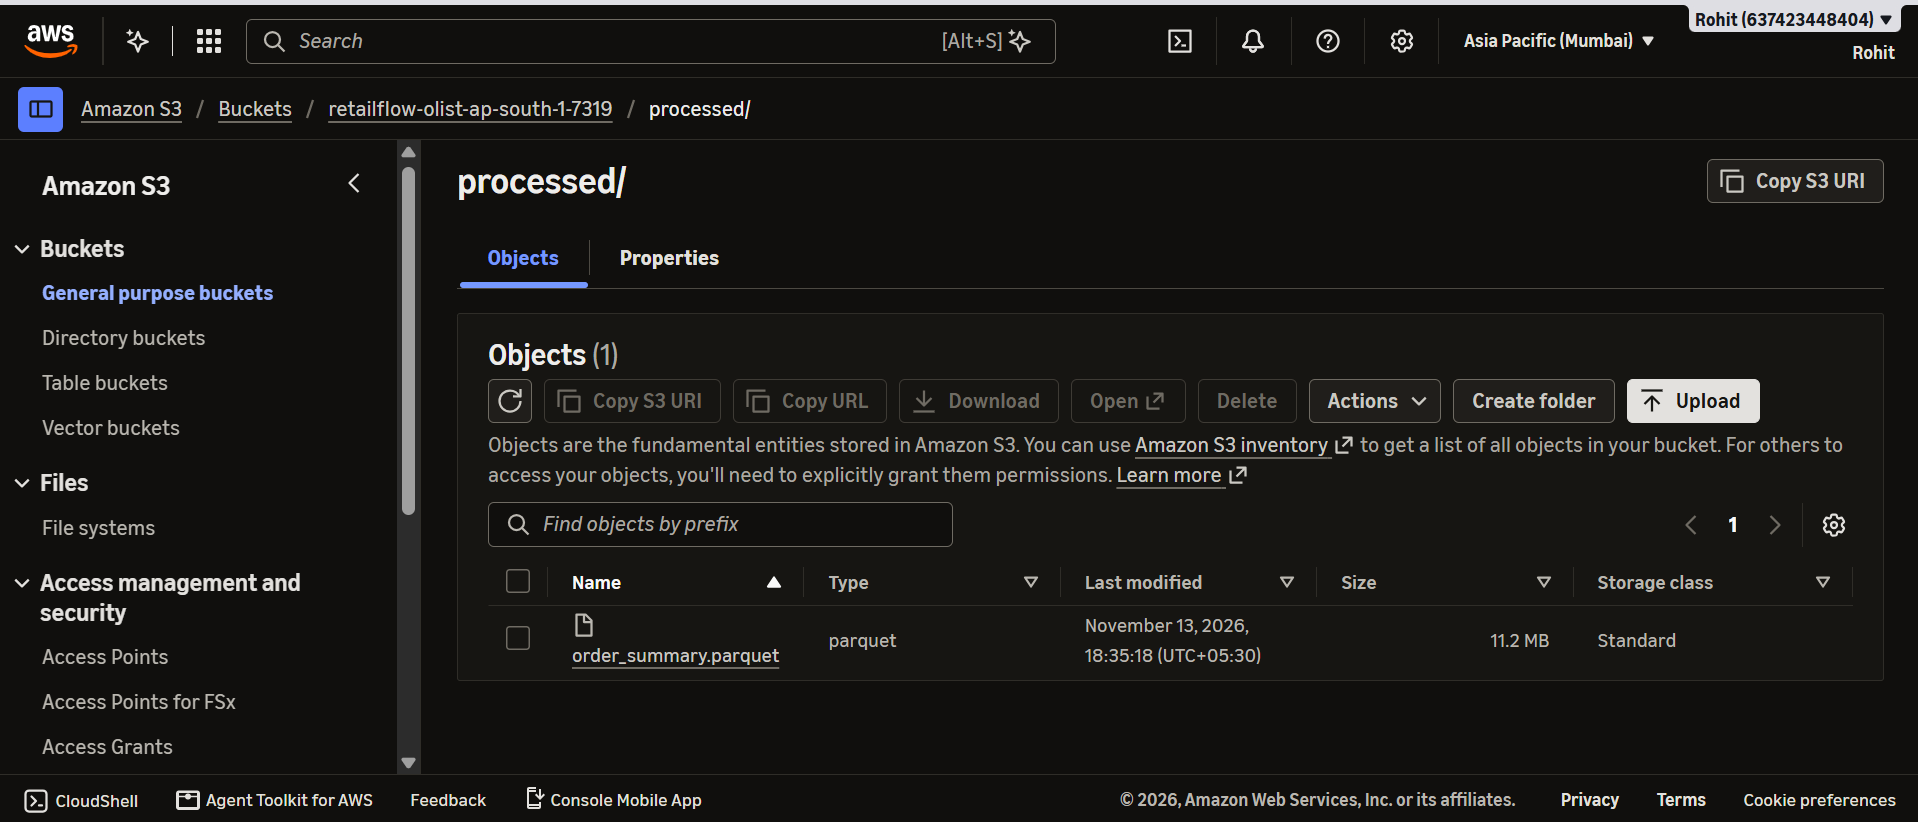 aws
Search [Alt+S]
Asia Pacific (Mumbai)
Rohit (637423448404)
Rohit
Amazon S3 / Buckets / retailflow-olist-ap-south-1-7319 / processed/
Amazon S3
Buckets
General purpose buckets
Directory buckets
Table buckets
Vector buckets
Files
File systems
Access management and
security
Access Points
Access Points for FSx
Access Grants
processed/
Copy S3 URI
Objects
Properties
Objects (1)
Copy S3 URI
Copy URL
Download
Open
Delete
Actions
Create folder
Upload
Objects are the fundamental entities stored in Amazon S3. You can use Amazon S3 inventory to get a list of all objects in your bucket. For others to
access your objects, you'll need to explicitly grant them permissions. Learn more
Find objects by prefix
1
Name Type Last modified Size Storage class
order_summary.parquet
parquet
November 13, 2026,
18:35:18 (UTC+05:30)
11.2 MB
Standard
CloudShell
Agent Toolkit for AWS
Feedback
Console Mobile App
© 2026, Amazon Web Services, Inc. or its affiliates.
Privacy
Terms
Cookie preferences